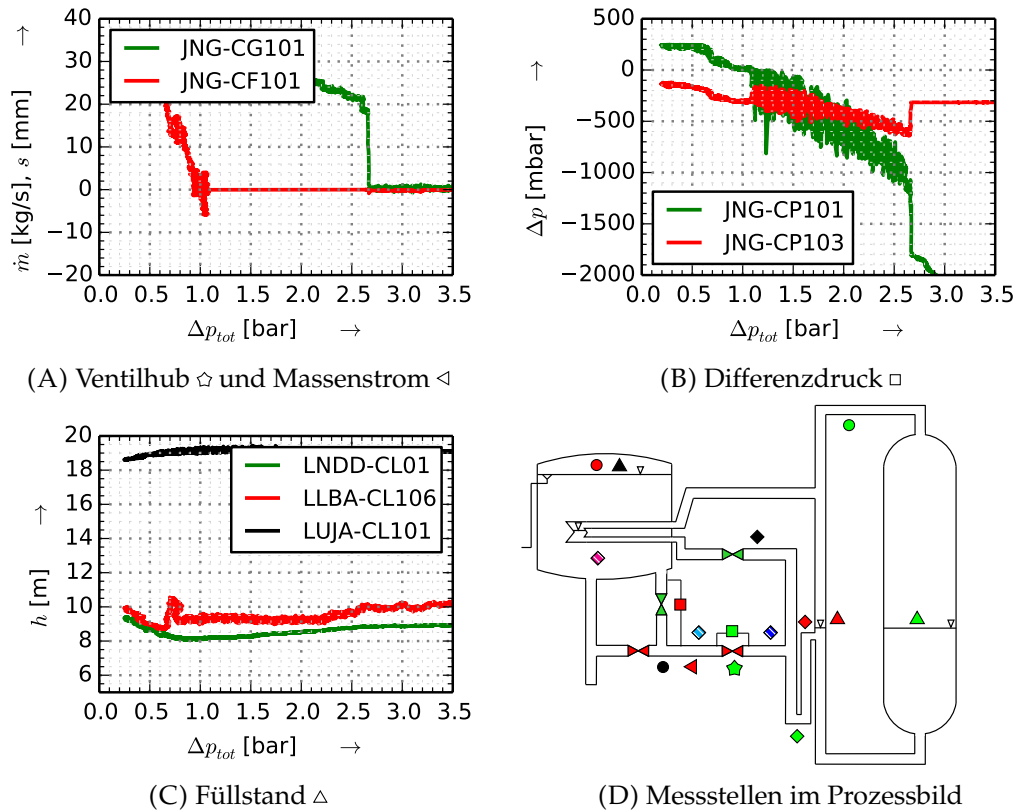 40
30
20
10
0
−10
−20
ṁ [kg/s], s [mm] →
JNG-CG101
JNG-CF101
0.0 0.5 1.0 1.5 2.0 2.5 3.0 3.5
Δp_tot [bar] →
(A) Ventilhub ☆ und Massenstrom ◁
500
0
−500
−1000
−1500
−2000
Δp [mbar] →
JNG-CP101
JNG-CP103
0.0 0.5 1.0 1.5 2.0 2.5 3.0 3.5
Δp_tot [bar] →
(B) Differenzdruck □
20
18
16
14
12
10
8
6
h [m] →
LNDD-CL01
LLBA-CL106
LUJA-CL101
0.0 0.5 1.0 1.5 2.0 2.5 3.0 3.5
Δp_tot [bar] →
(C) Füllstand △
(D) Messstellen im Prozessbild